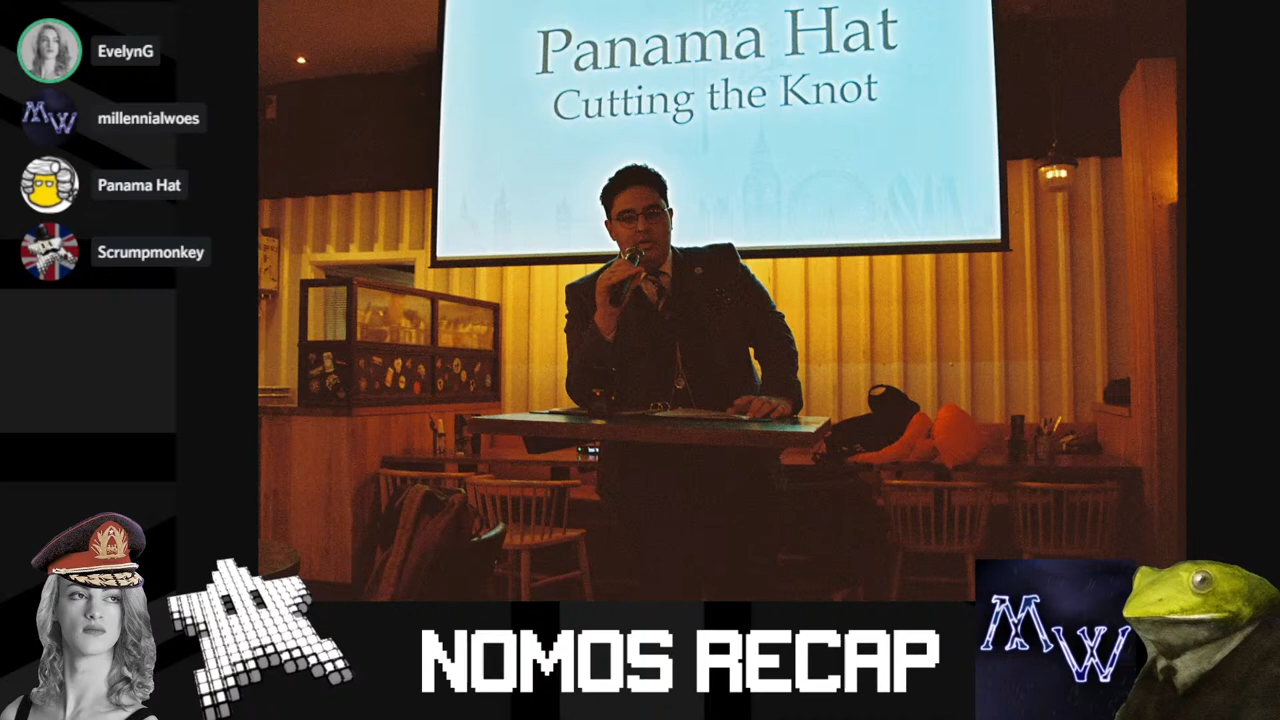 EvelynG
MW
millennialwoes
Panama Hat
Scrumpmonkey
Panama Hat
Cutting the Knot
NOMOS RECAP
MW